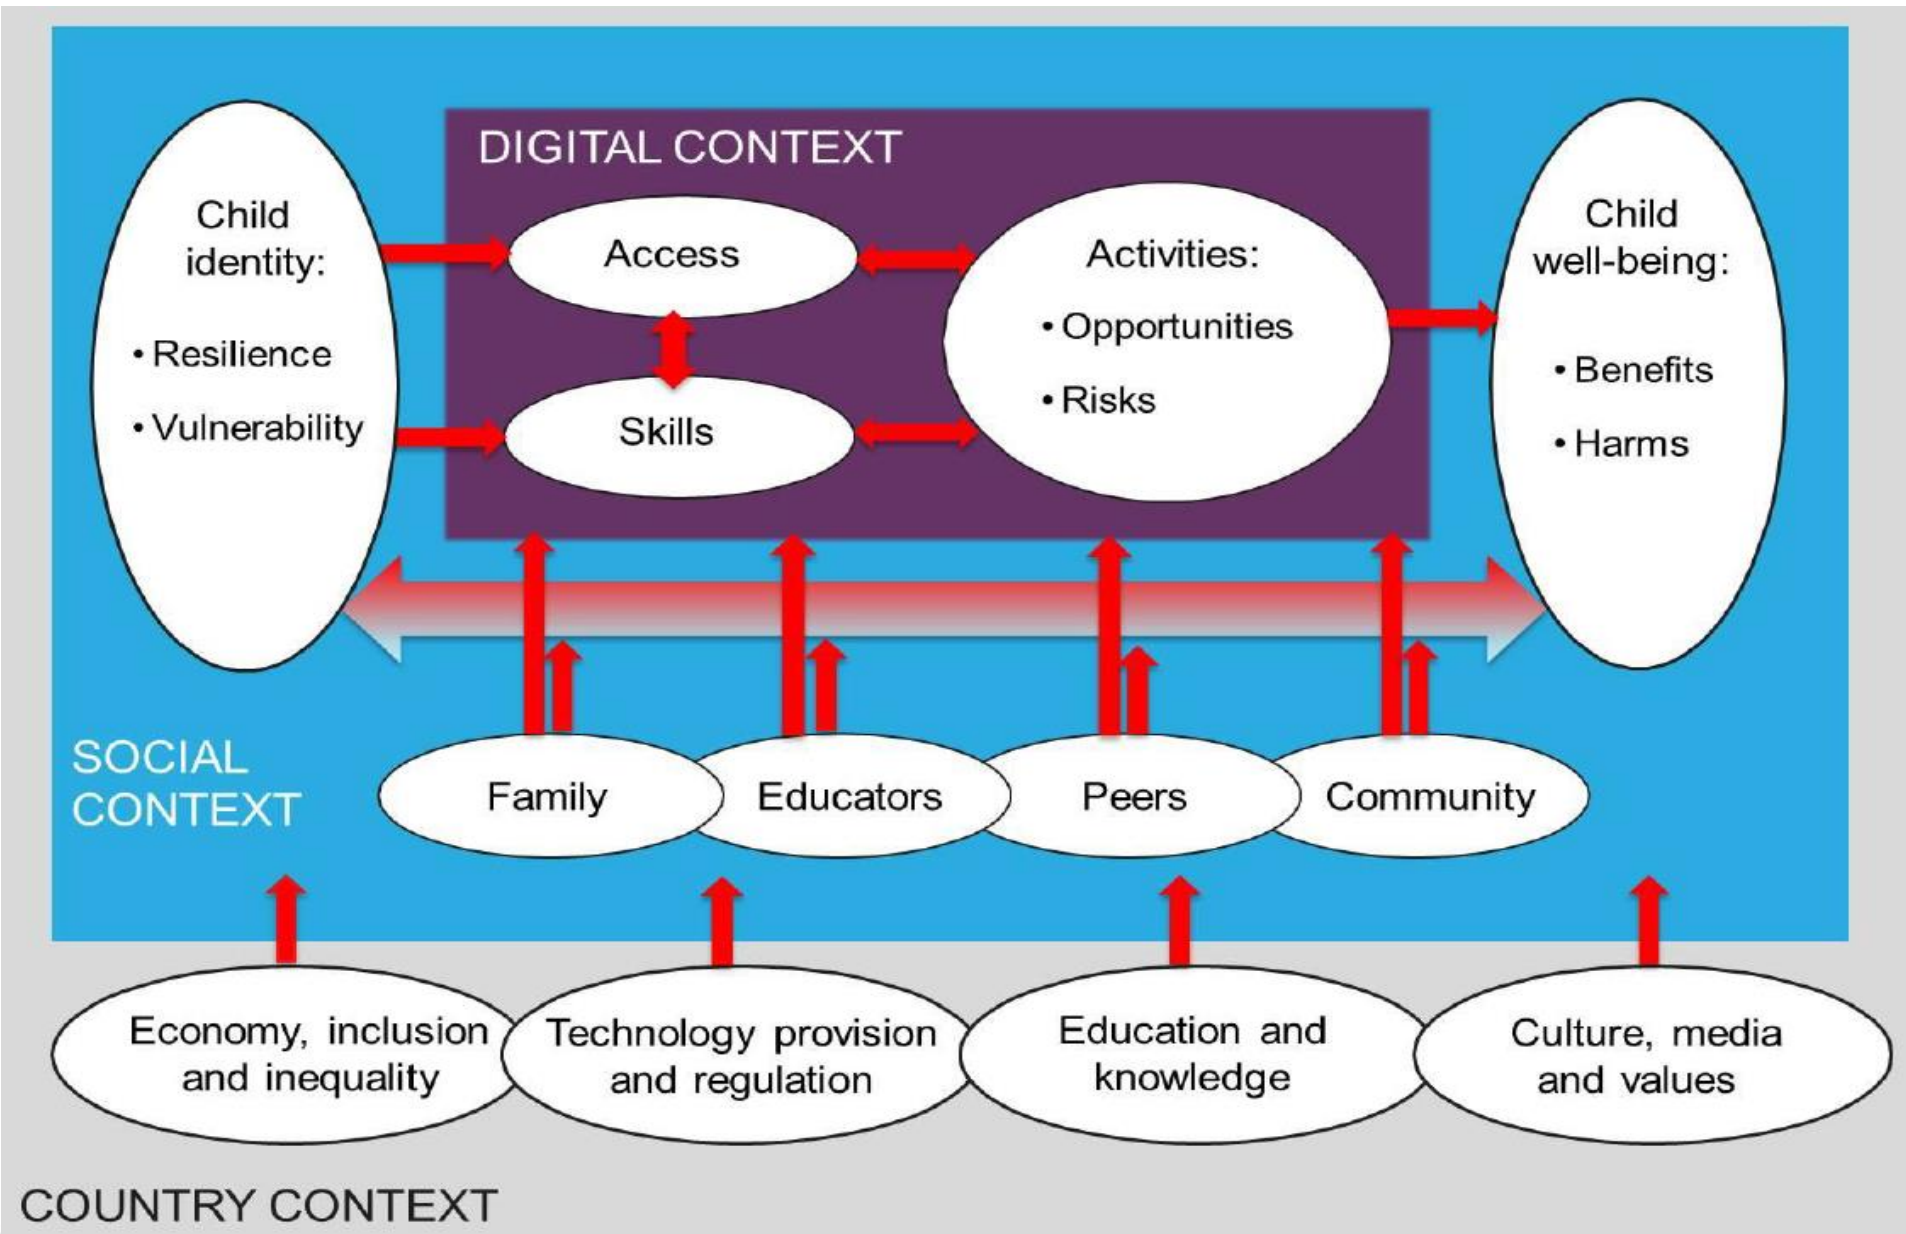 DIGITAL CONTEXT
Child
identity:
• Resilience
• Vulnerability
Access
Skills
Activities:
• Opportunities
• Risks
Child
well-being:
• Benefits
• Harms
SOCIAL
CONTEXT
Family
Educators
Peers
Community
Economy, inclusion
and inequality
Technology provision
and regulation
Education and
knowledge
Culture, media
and values
COUNTRY CONTEXT